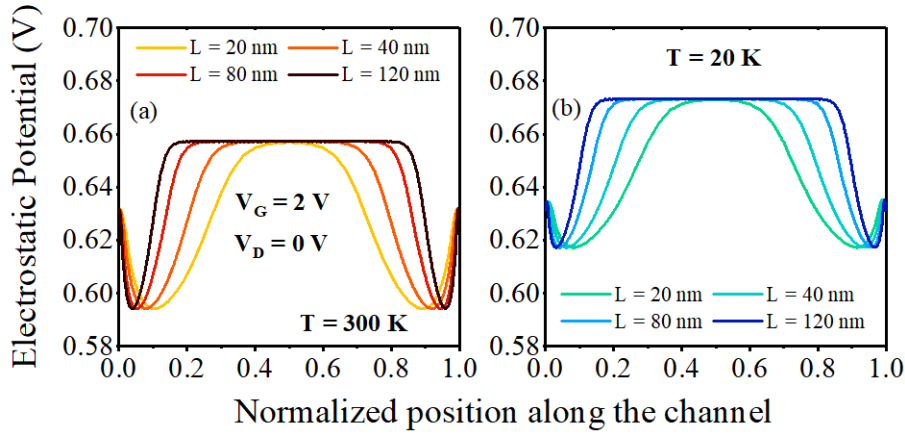 Electrostatic Potential (V)
0.70
0.68
0.66
0.64
0.62
0.60
0.58
L = 20 nm L = 40 nm
L = 80 nm L = 120 nm
(a)
V_G = 2 V
V_D = 0 V
T = 300 K
0.0 0.2 0.4 0.6 0.8 1.0
0.70
0.68
0.66
0.64
0.62
0.60
0.58
T = 20 K
(b)
L = 20 nm L = 40 nm
L = 80 nm L = 120 nm
0.0 0.2 0.4 0.6 0.8 1.0
Normalized position along the channel